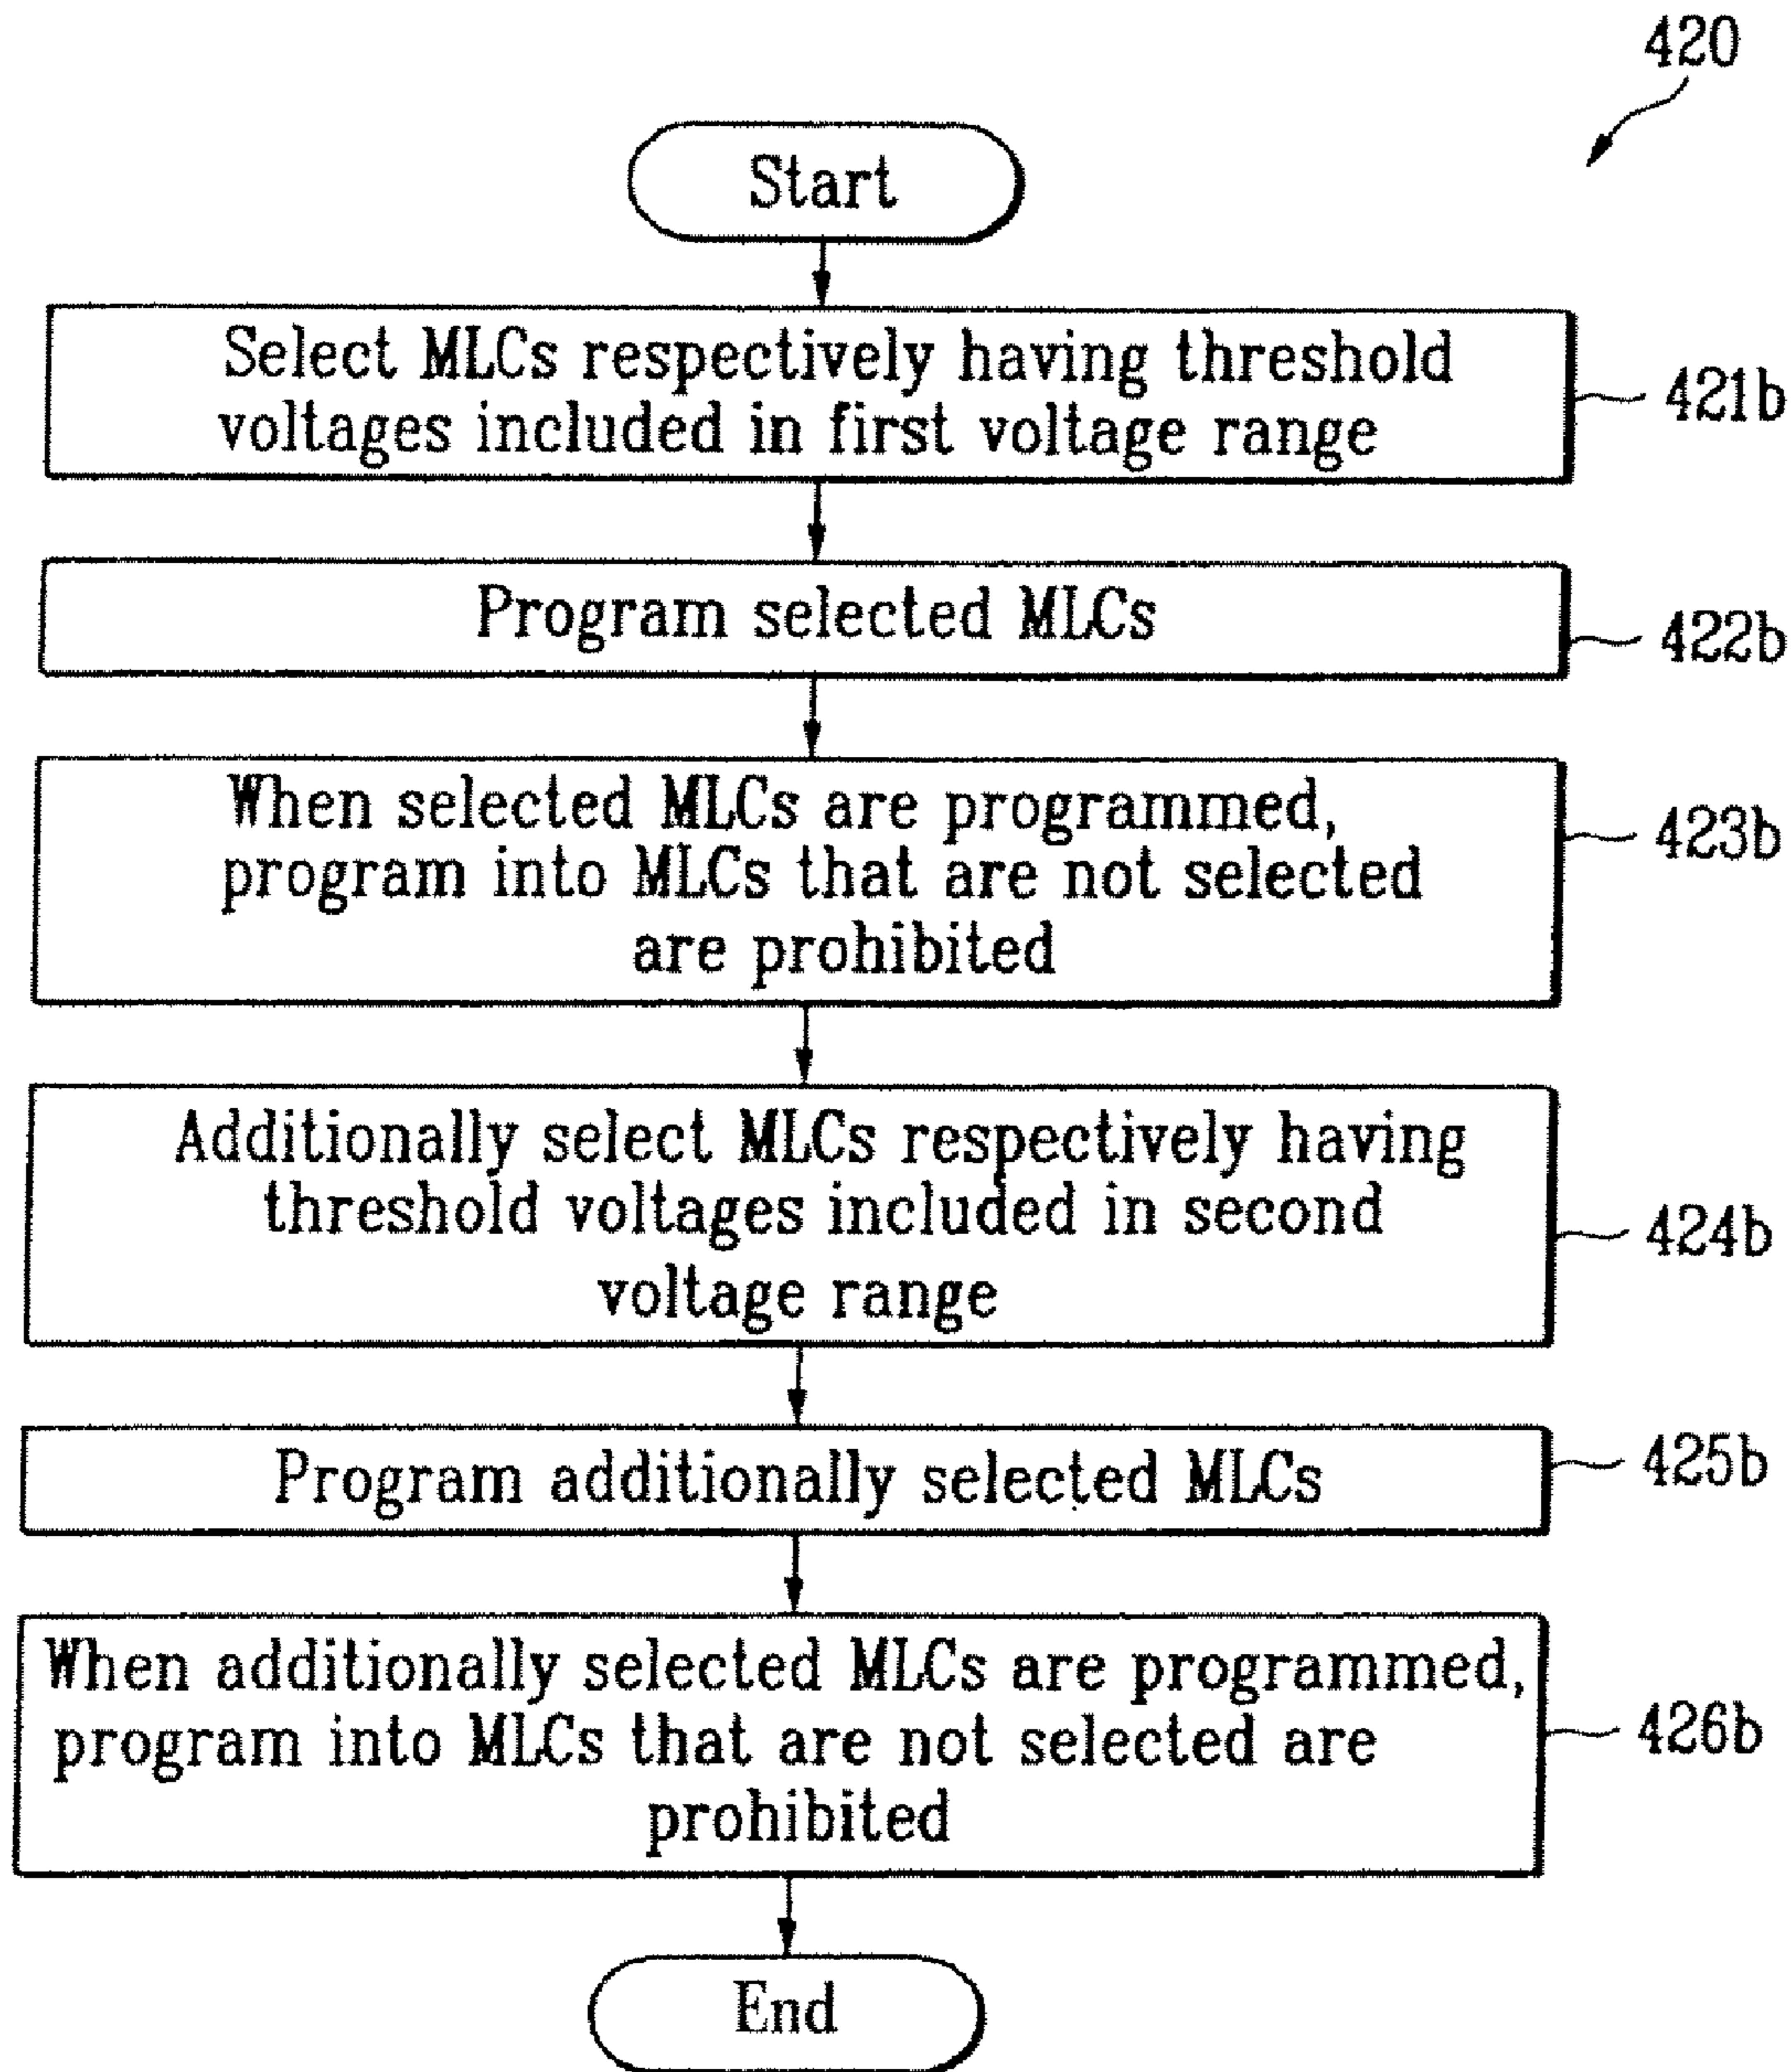 420
Start
Select MLCs respectively having threshold
voltages included in first voltage range
421b
Program selected MLCs
422b
When selected MLCs are programmed,
program into MLCs that are not selected
are prohibited
423b
Additionally select MLCs respectively having
threshold voltages included in second
voltage range
424b
Program additionally selected MLCs
425b
When additionally selected MLCs are programmed,
program into MLCs that are not selected are
prohibited
426b
End